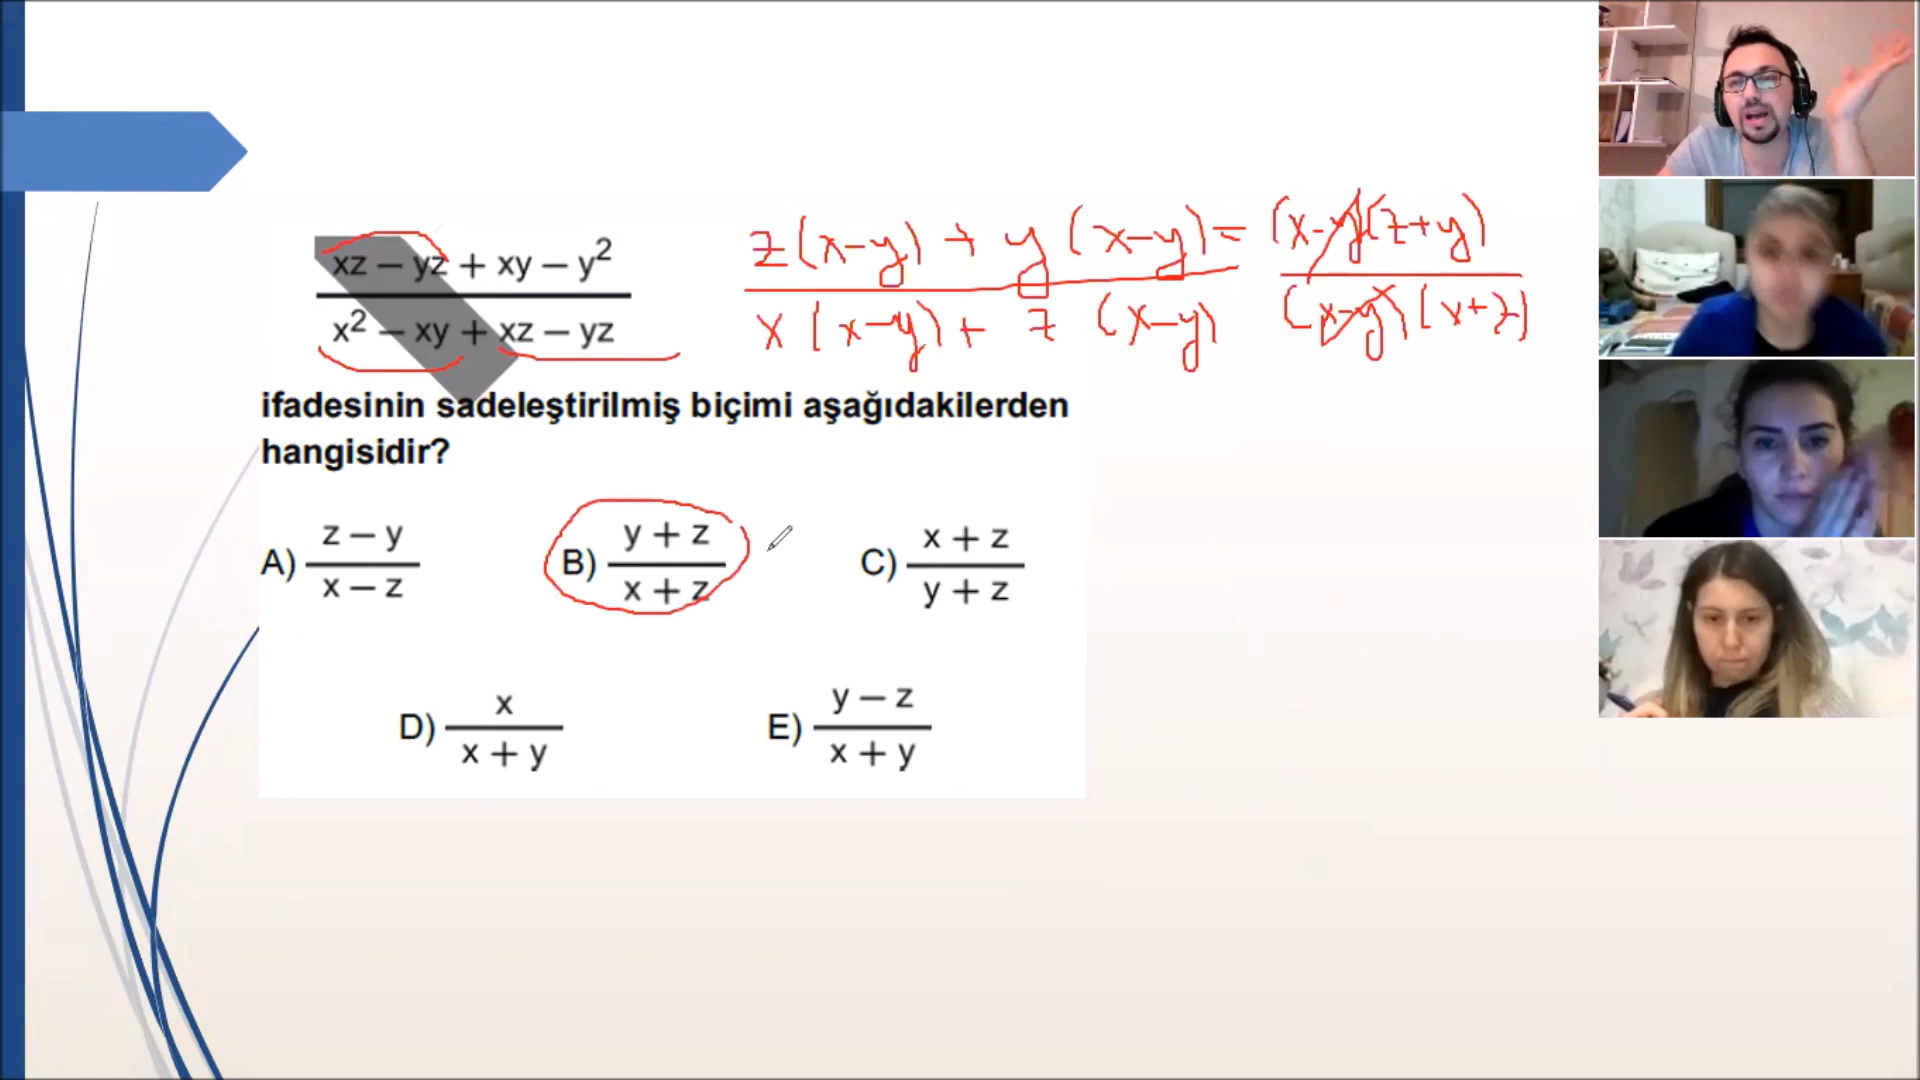 xz – yz + xy – y²
x² – xy + xz – yz
z(x–y) + y(x–y) = (x–y)(z+y)
x(x–y) + z(x–y) (x–y)(x+z)
ifadesinin sadeleştirilmiş biçimi aşağıdakilerden
hangisidir?
A) z – y / x – z
B) y + z / x + z
C) x + z / y + z
D) x / x + y
E) y – z / x + y